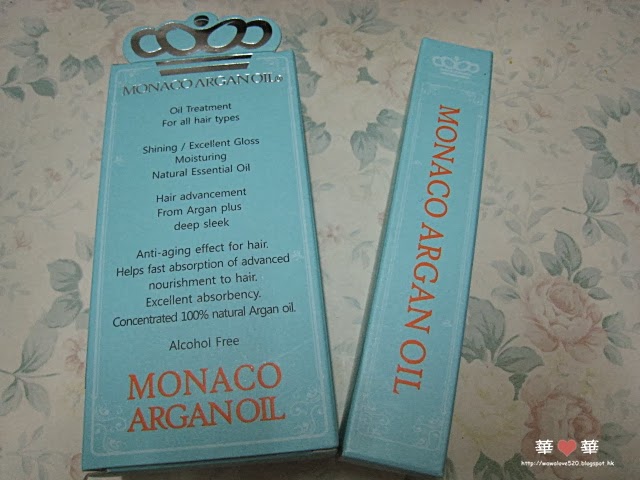 MONACO ARGAN OIL®
Oil Treatment
For all hair types
Shining / Excellent Gloss
Moisturing
Natural Essential Oil
Hair advancement
From Argan plus
deep sleek
Anti-aging effect for hair.
Helps fast absorption of advanced
nourishment to hair.
Excellent absorbency.
Concentrated 100% natural Argan oil.
Alcohol Free
MONACO
ARGAN OIL
MONACO ARGAN OIL
華❤華
http://wowolove520.blogspot.hk